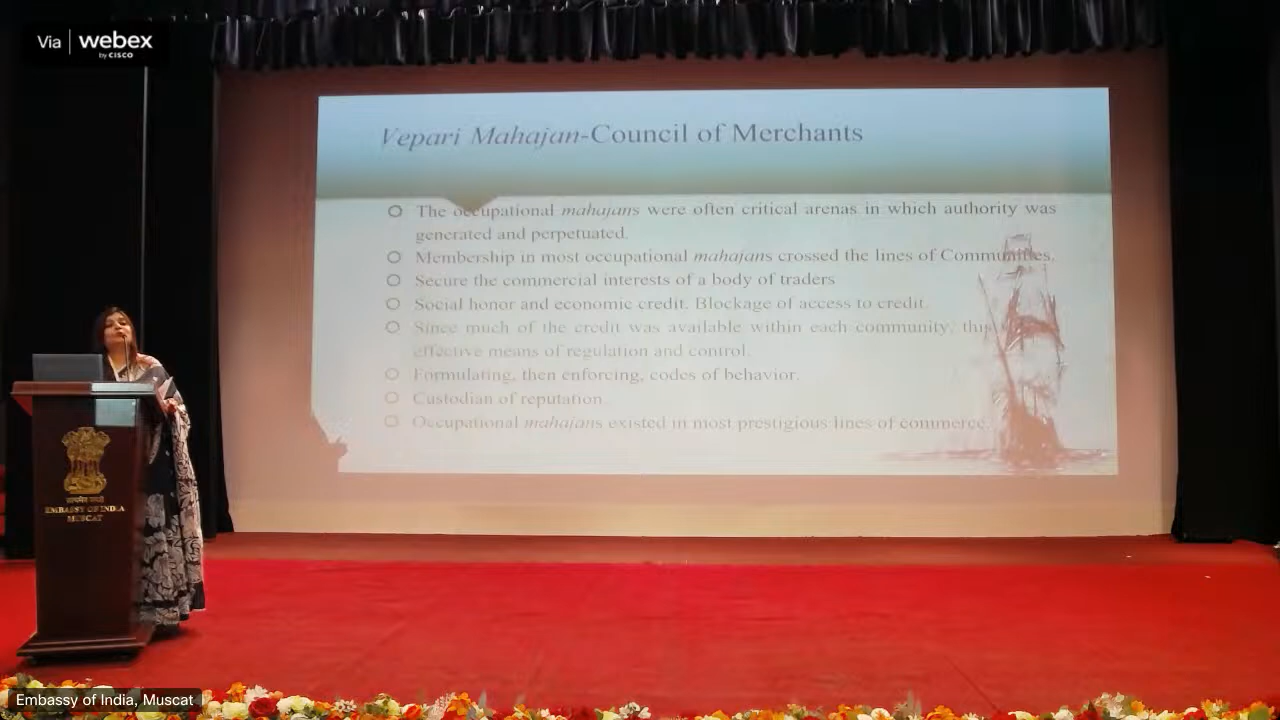 Via | webex
by CISCO
Vepari Mahajan-Council of Merchants
The occupational mahajans were often critical arenas in which authority was
generated and perpetuated.
Membership in most occupational mahajans crossed the lines of Communities.
Secure the commercial interests of a body of traders
Social honor and economic credit. Blockage of access to credit.
Since much of the credit was available within each community, this
effective means of regulation and control.
Formulating, then enforcing, codes of behavior.
Custodian of reputation.
Occupational mahajans existed in most prestigious lines of commerce.
सत्यमेव जयते
EMBASSY OF INDIA
MUSCAT
Embassy of India, Muscat